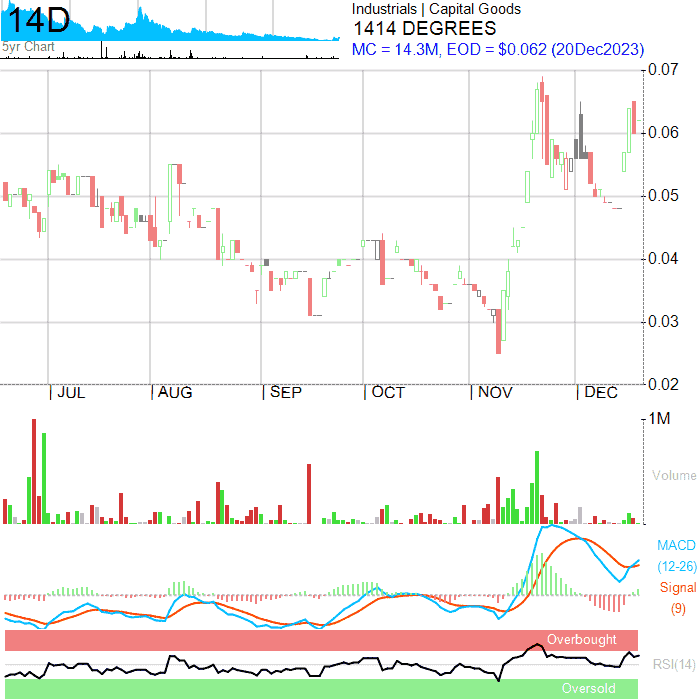 14D
5yr Chart
Industrials | Capital Goods
1414 DEGREES
MC = 14.3M, EOD = $0.062 (20Dec2023)
0.07
0.06
0.05
0.04
0.03
0.02
JUL AUG SEP OCT NOV DEC
1M
Volume
MACD
(12-26)
Signal
(9)
Overbought
RSI(14)
Oversold